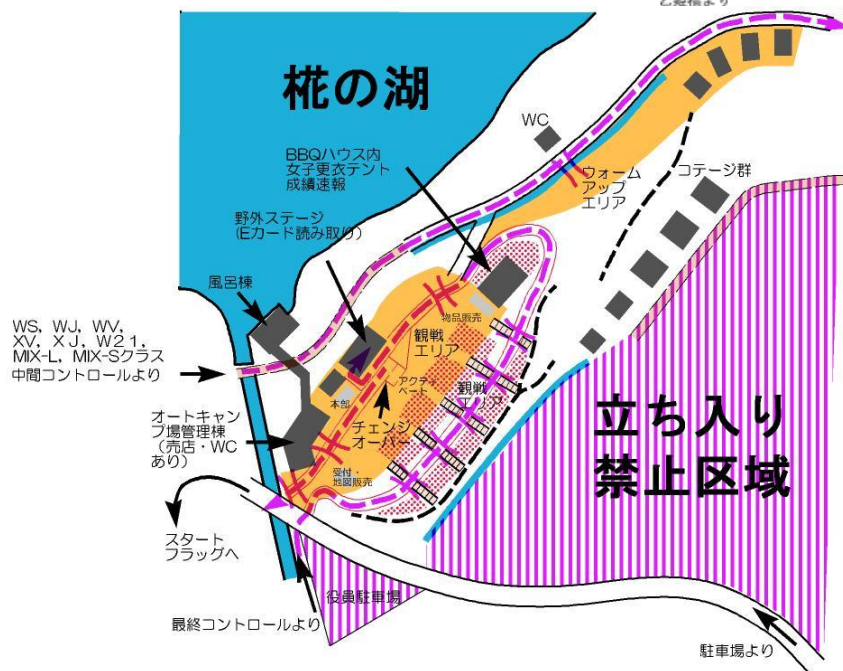 乙姫橋より
椛の湖
WC
BBQハウス内
女子更衣テント
成績速報
ウォーム
アップ
エリア
コテージ群
野外ステージ
(Eカード読み取り)
風呂棟
物品販売
WS, WJ, WV,
XV, XJ, W21,
MIX-L, MIX-Sクラス
中間コントロールより
観戦
エリア
観戦
エリア
アクティ
ベート
本部
チェンジ
オーバー
オートキャン
プ場管理棟
(売店・WC
あり)
受付・
地図販売
立ち入り
禁止区域
スタート
フラッグへ
役員駐車場
最終コントロールより
駐車場より